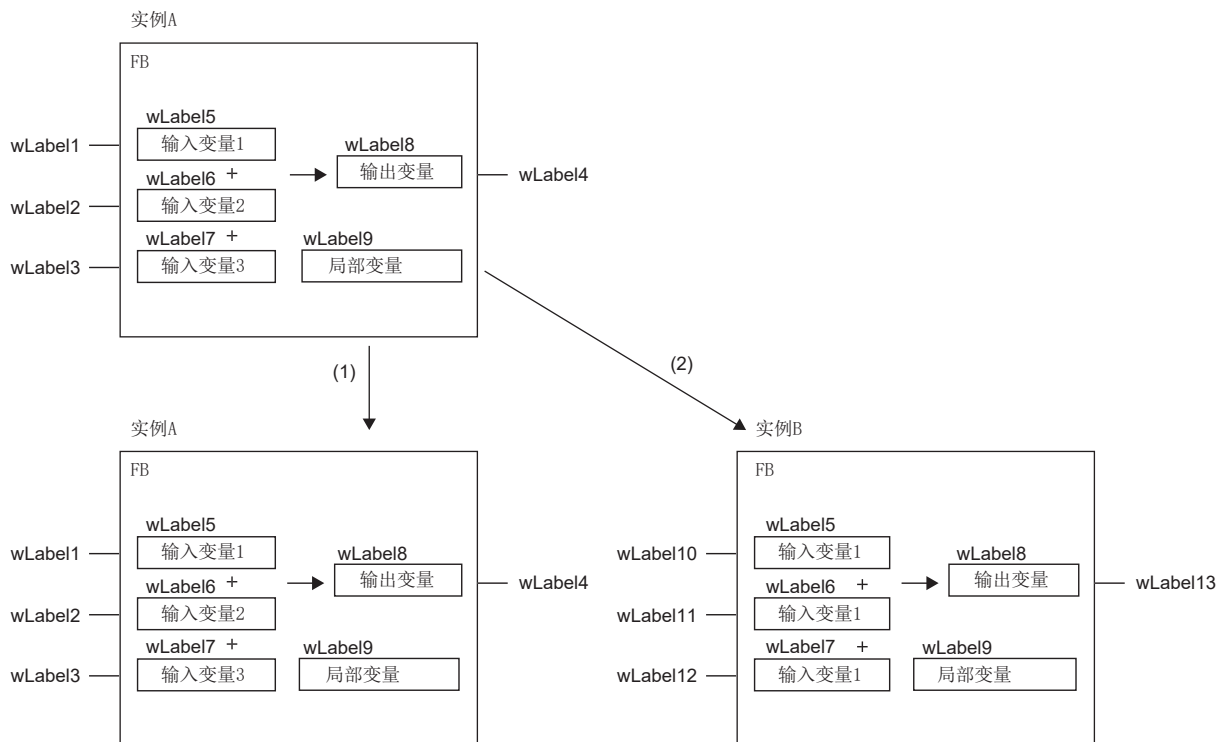 实例A
FB
wLabel5
wLabel1 输入变量1
wLabel8
输出变量 wLabel4
wLabel6 +
wLabel2 输入变量2
wLabel7 +
wLabel9
wLabel3 输入变量3 局部变量
(1)
(2)
实例A
FB
wLabel5
wLabel1 输入变量1
wLabel8
输出变量 wLabel4
wLabel6 +
wLabel2 输入变量2
wLabel7 +
wLabel9
wLabel3 输入变量3 局部变量
实例B
FB
wLabel5
wLabel10 输入变量1
wLabel8
输出变量 wLabel13
wLabel6 +
wLabel11 输入变量1
wLabel7 +
wLabel9
wLabel12 输入变量1 局部变量